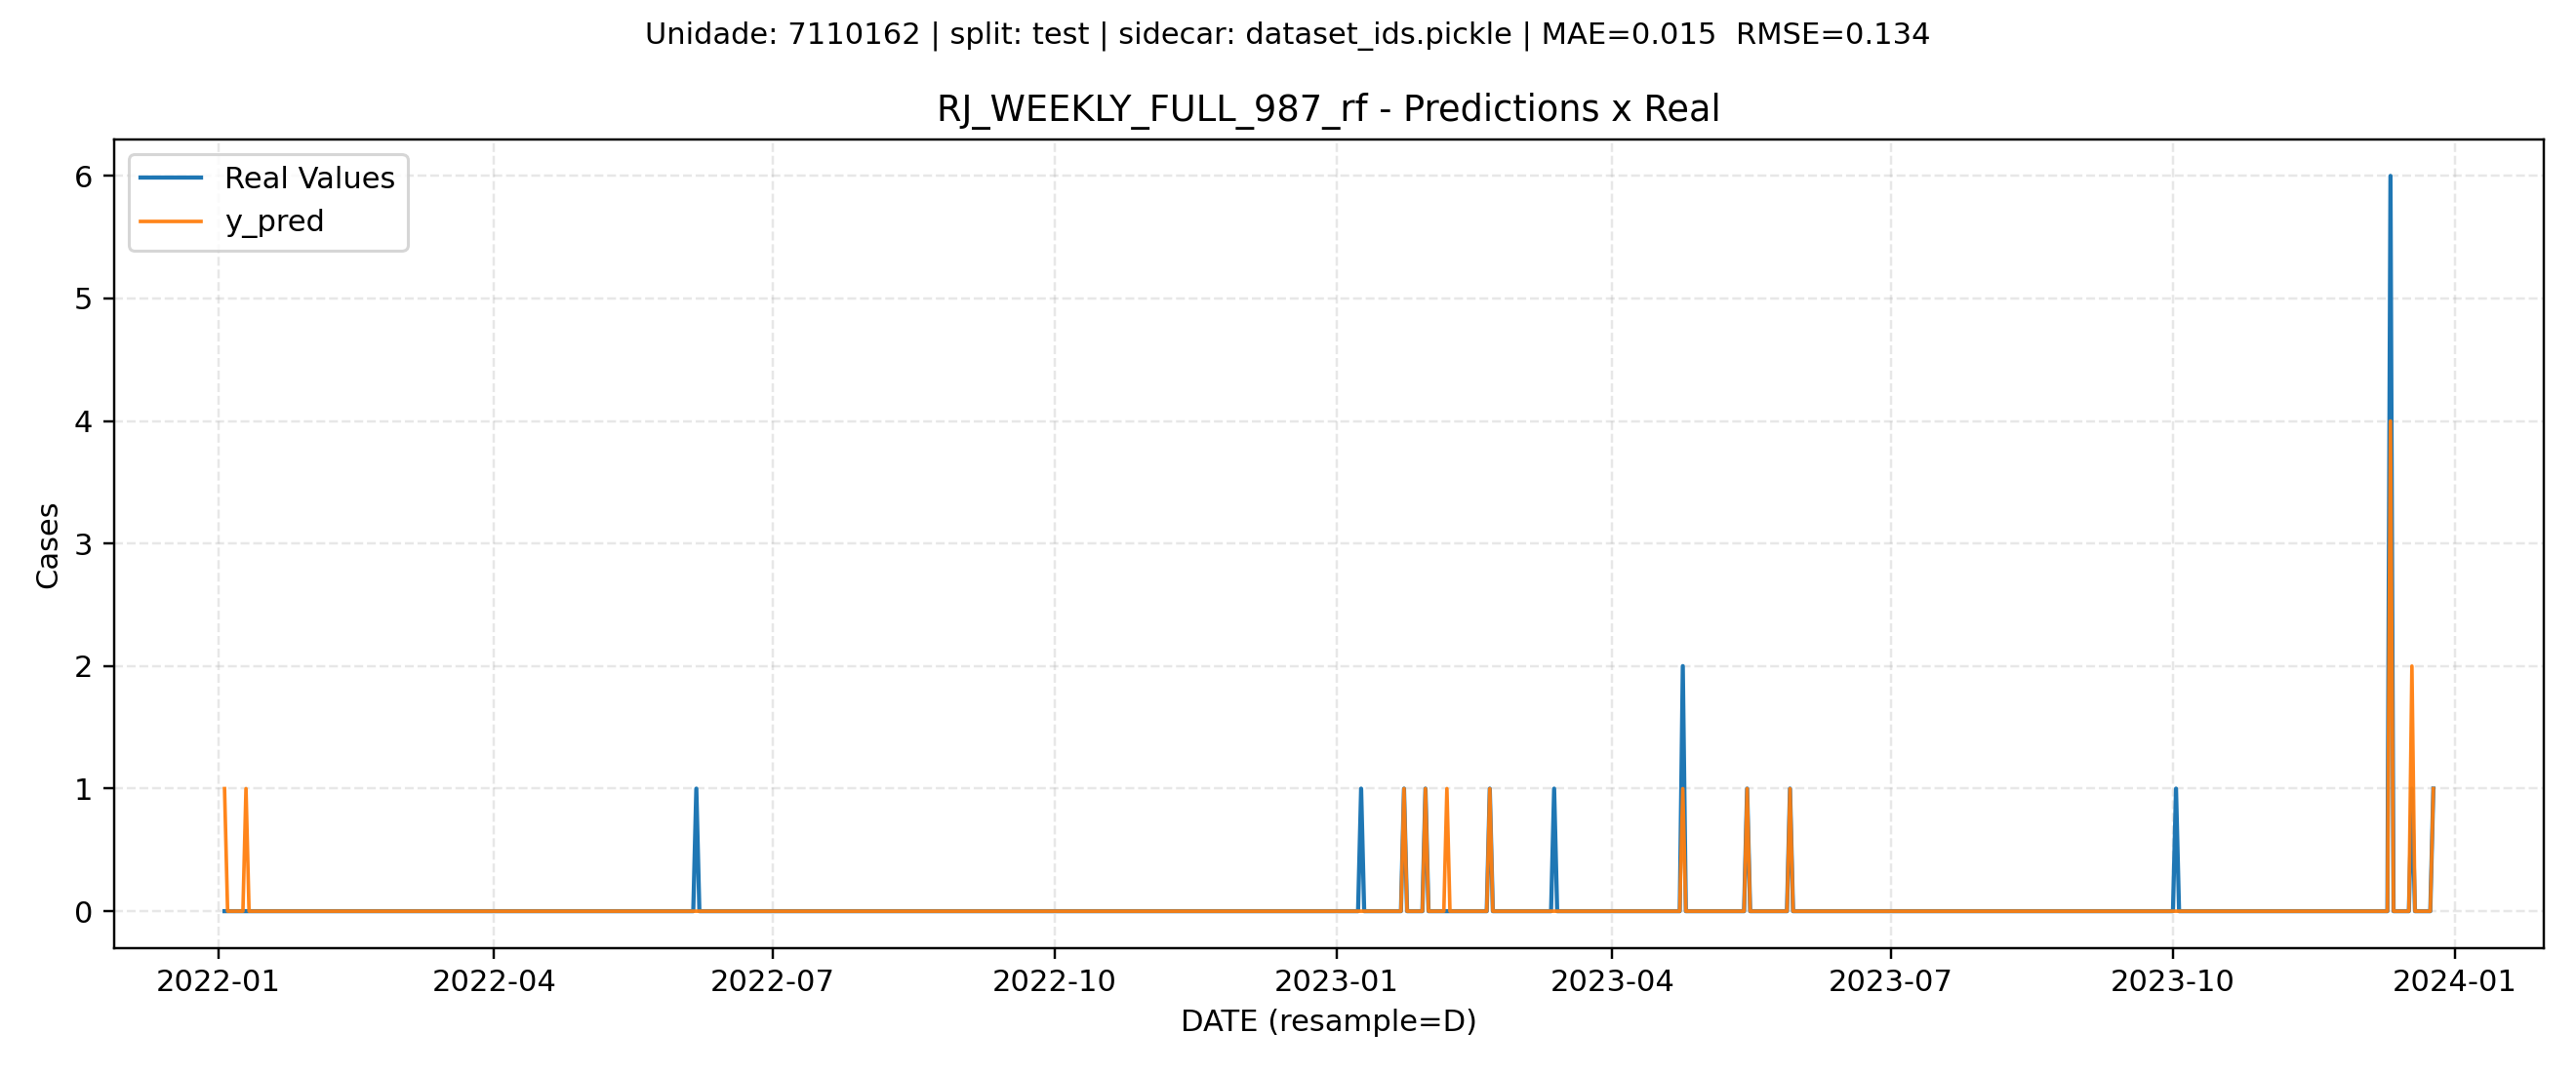 Unidade: 7110162 | split: test | sidecar: dataset_ids.pickle | MAE=0.015  RMSE=0.134
RJ_WEEKLY_FULL_987_rf - Predictions x Real
Real Values
y_pred
6
5
4
3
2
1
0
Cases
2022-01
2022-04
2022-07
2022-10
2023-01
2023-04
2023-07
2023-10
2024-01
DATE (resample=D)